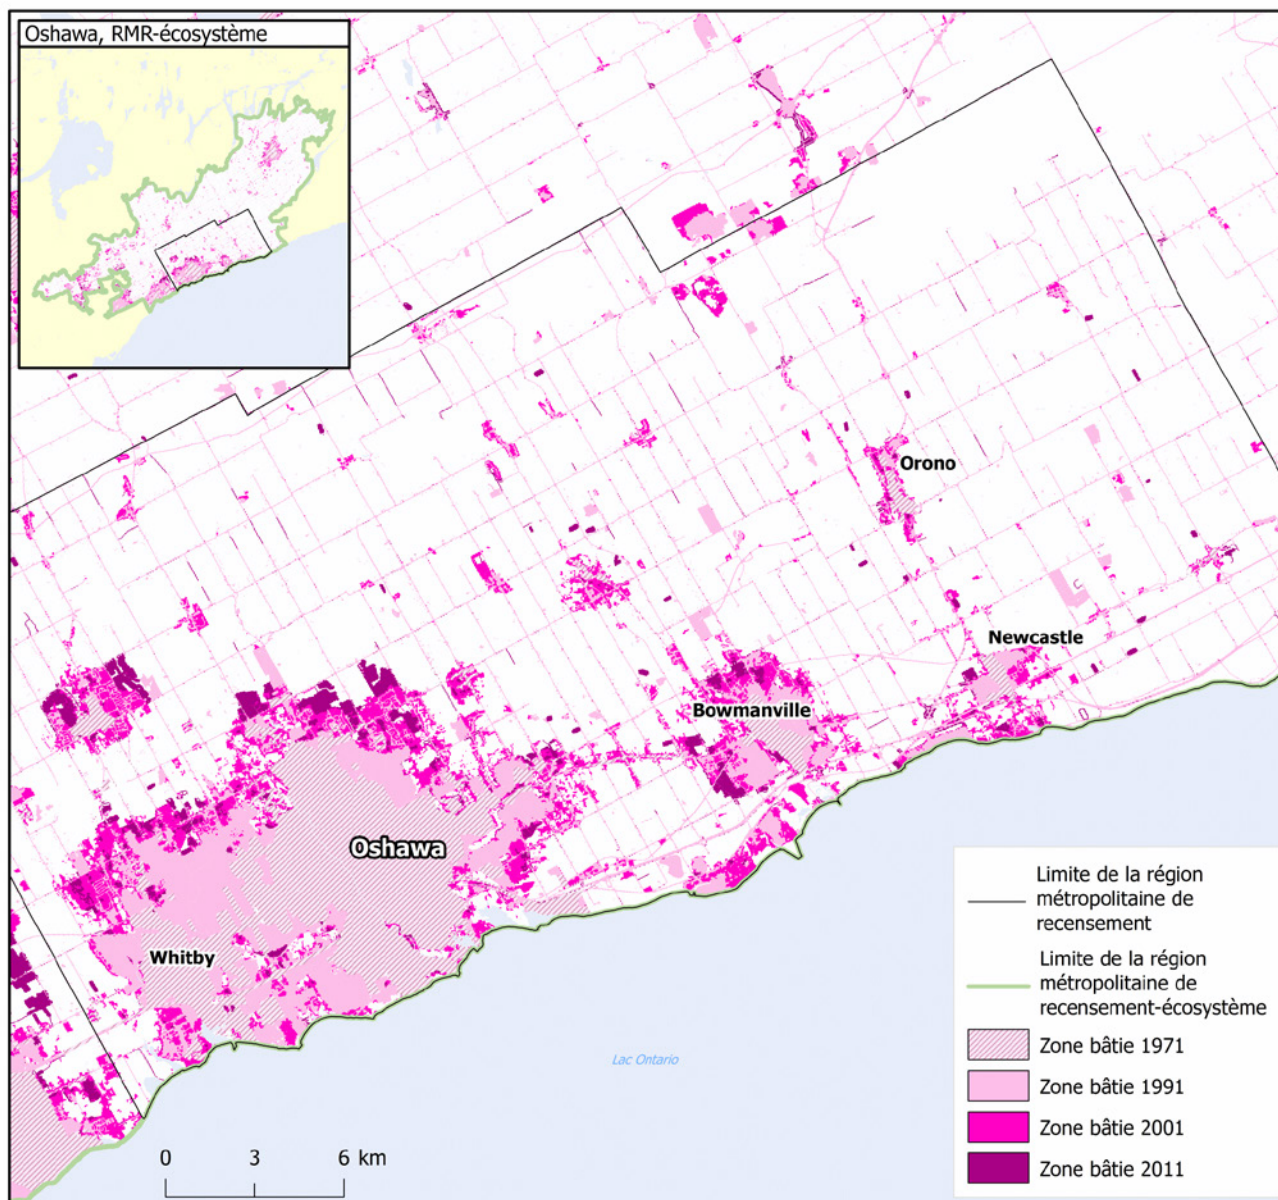 Oshawa, RMR-écosystème
Orono
Newcastle
Bowmanville
Oshawa
Whitby
Lac Ontario
0 3 6 km
Limite de la région
métropolitaine de
recensement
Limite de la région
métropolitaine de
recensement-écosystème
Zone bâtie 1971
Zone bâtie 1991
Zone bâtie 2001
Zone bâtie 2011